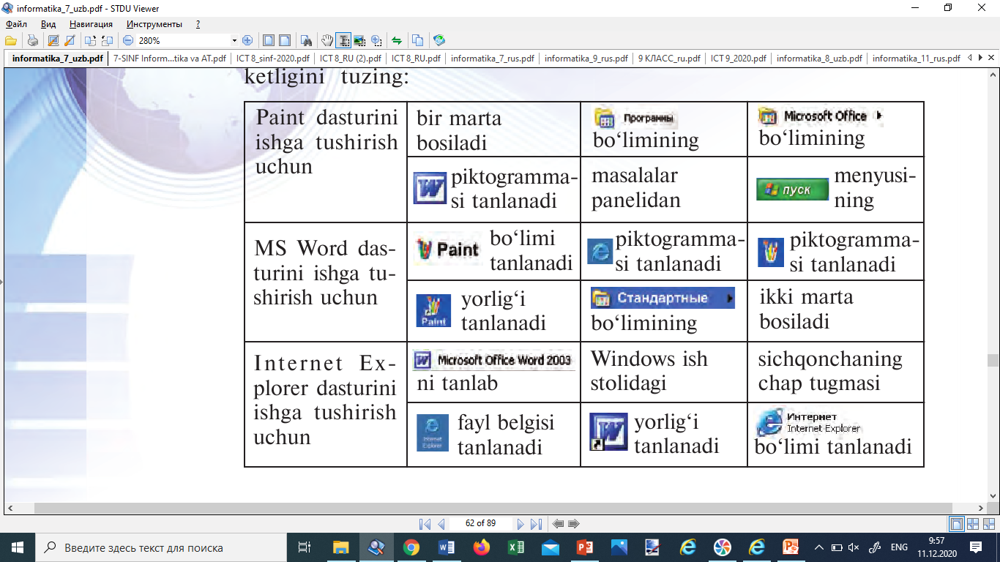 informatika_7_uzb.pdf - STDU Viewer
Файл Вид Навигация Инструменты ?
280%
informatika_7_uzb.pdf 7-SINF Inform...tika va AT.pdf ICT 8_sinf-2020.pdf ICT 8_RU (2).pdf ICT 8_RU.pdf informatika_7_rus.pdf informatika_9_rus.pdf 9 КЛАСС_ru.pdf ICT 9_2020.pdf informatika_8_uzb.pdf informatika_11_rus.pdf
ketligini tuzing:
Paint dasturini
ishga tushirish
uchun
bir marta
bosiladi
Программы
bo‘limining
Microsoft Office
bo‘limining
piktogramma-
si tanlanadi
masalalar
panelidan
пуск
menyusi-
ning
MS Word das-
turini ishga tu-
shirish uchun
Paint
bo‘limi
tanlanadi
piktogramma-
si tanlanadi
piktogramma-
si tanlanadi
Paint
yorlig‘i
tanlanadi
Стандартные
bo‘limining
ikki marta
bosiladi
Internet Ex-
plorer dasturini
ishga tushirish
uchun
Microsoft Office Word 2003
ni tanlab
Windows ish
stolidagi
sichqonchaning
chap tugmasi
Internet
Explorer
fayl belgisi
tanlanadi
yorlig‘i
tanlanadi
Интернет
Internet Explorer
bo‘limi tanlanadi
62 of 89
Введите здесь текст для поиска
ENG
9:57
11.12.2020